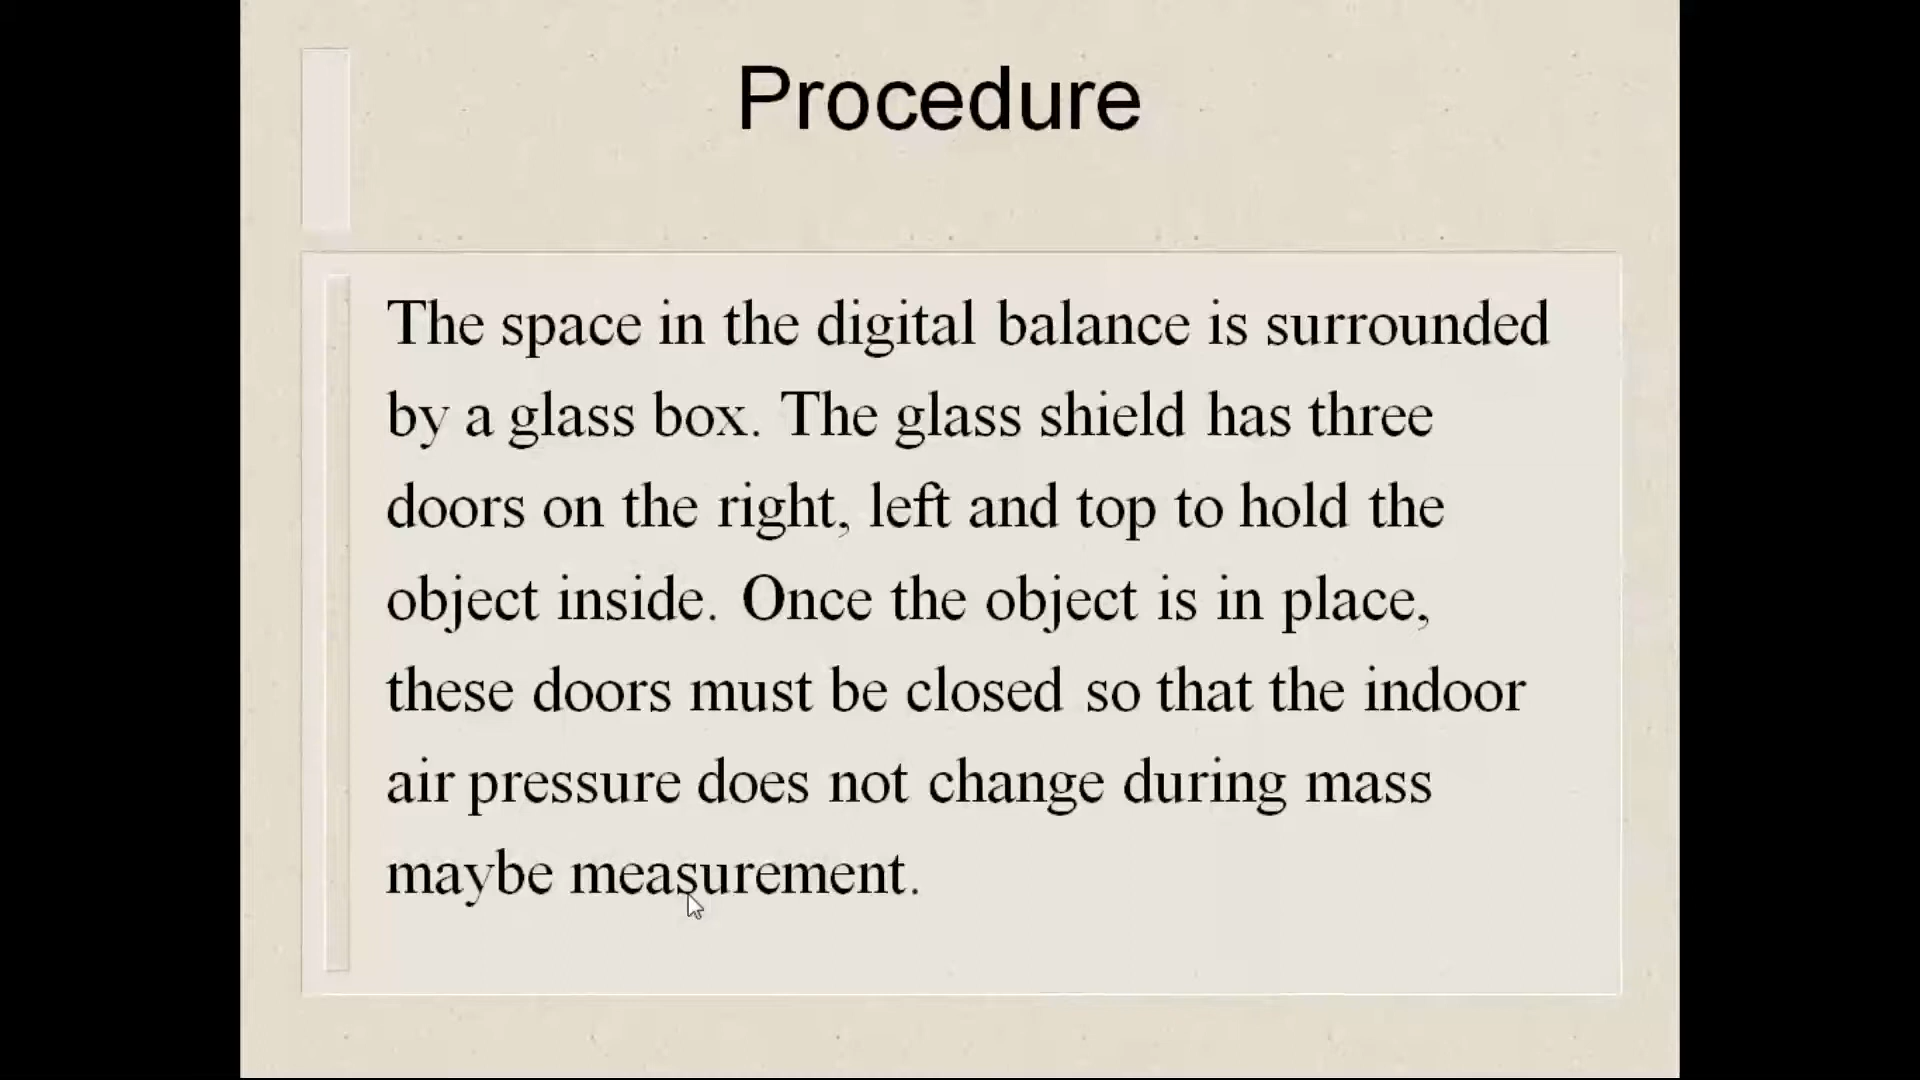 Procedure
The space in the digital balance is surrounded
by a glass box. The glass shield has three
doors on the right, left and top to hold the
object inside. Once the object is in place,
these doors must be closed so that the indoor
air pressure does not change during mass
maybe measurement.